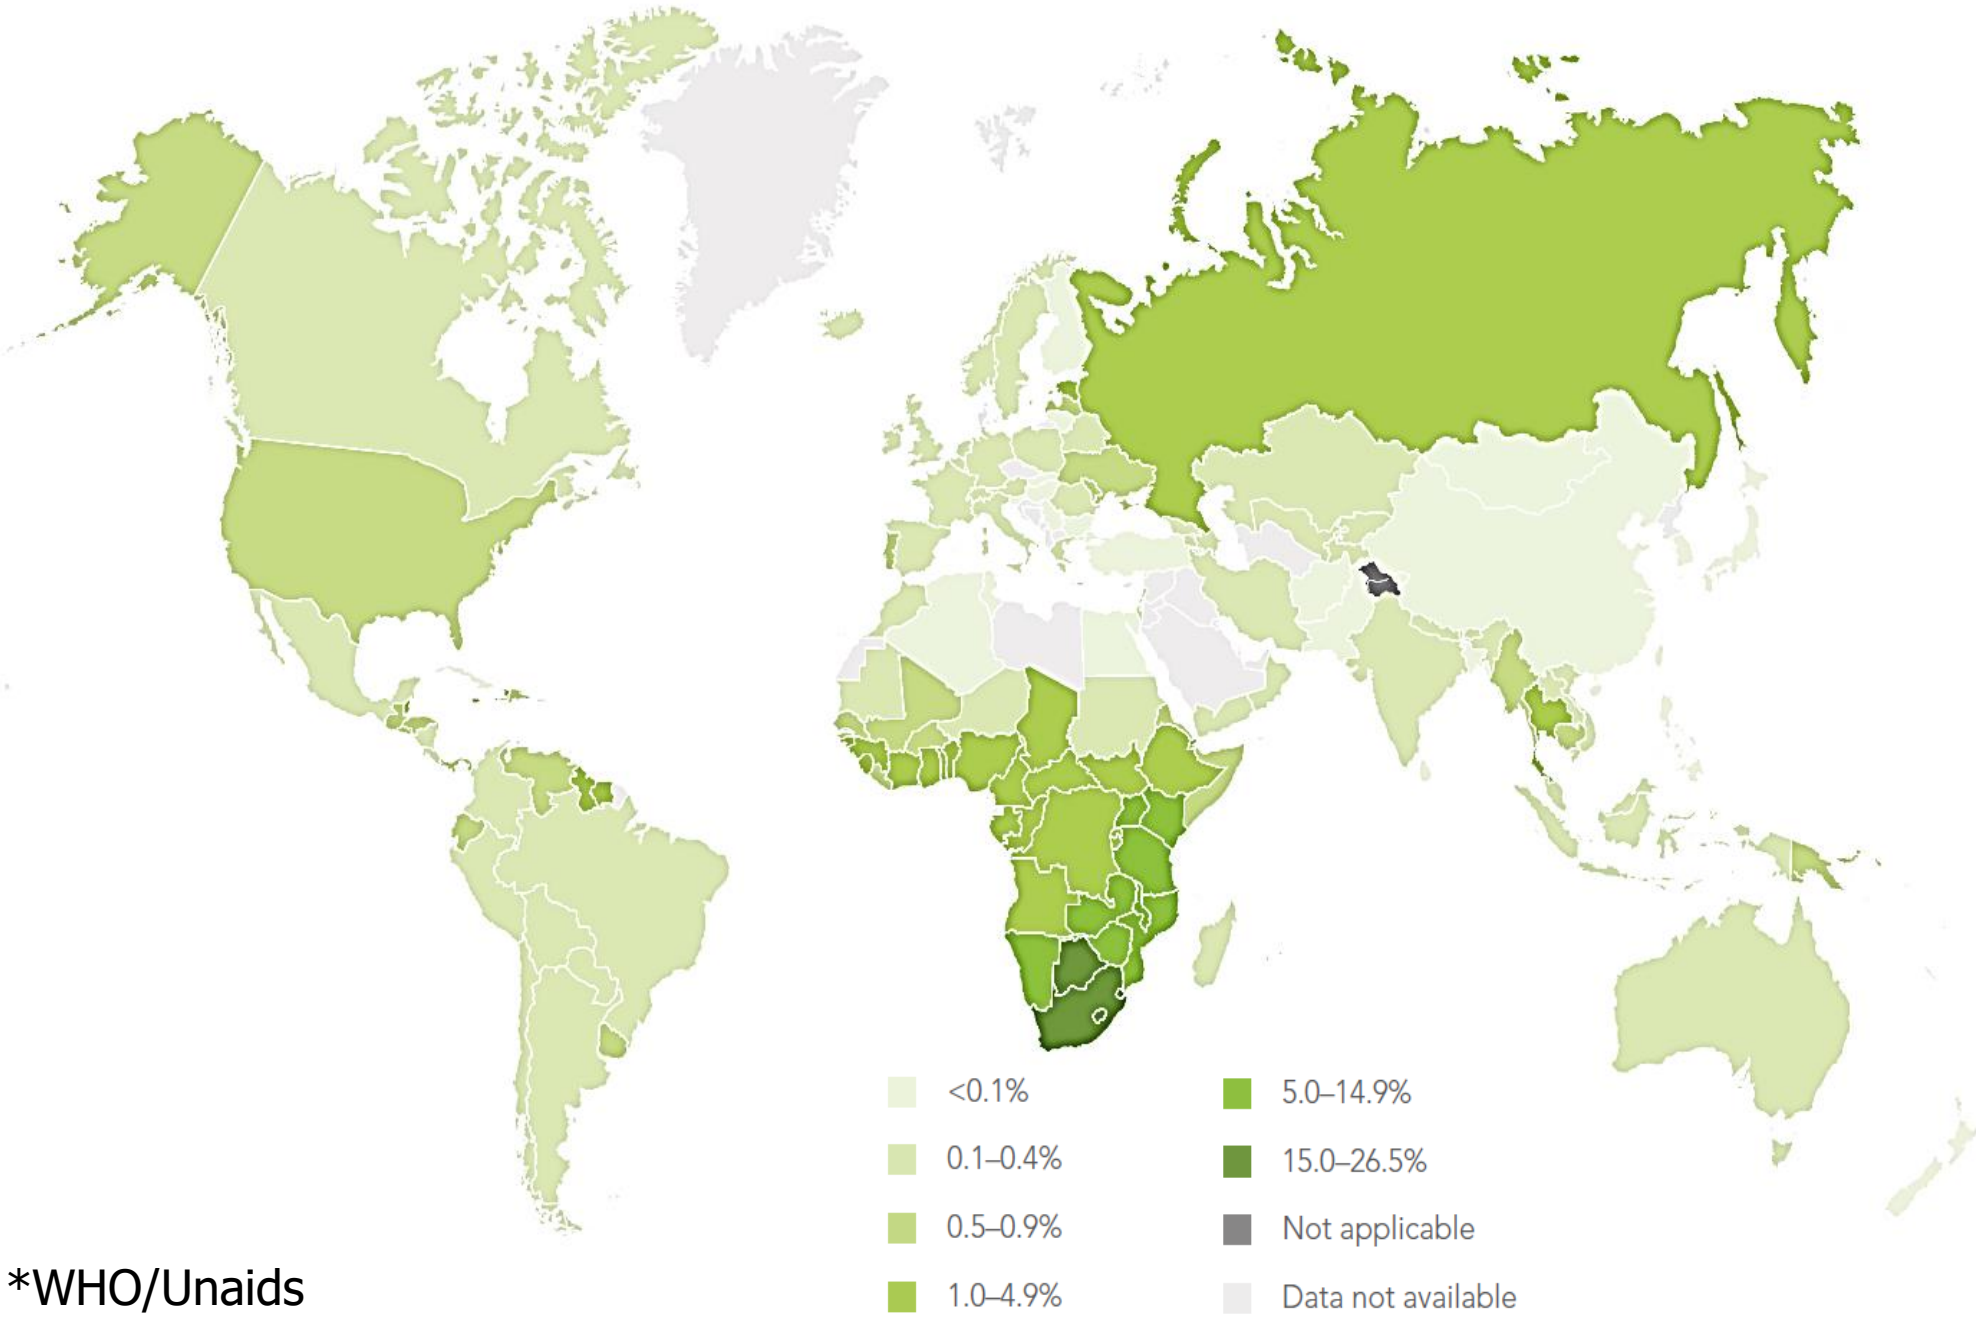 <0.1%
0.1–0.4%
0.5–0.9%
1.0–4.9%
5.0–14.9%
15.0–26.5%
Not applicable
Data not available
*WHO/Unaids